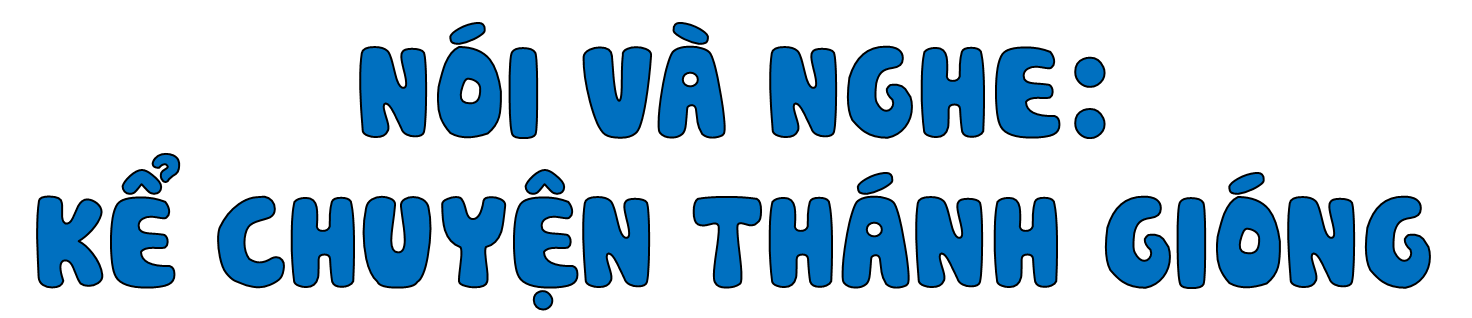 NÓI VÀ NGHE:
KỂ CHUYỆN THÁNH GIÓNG